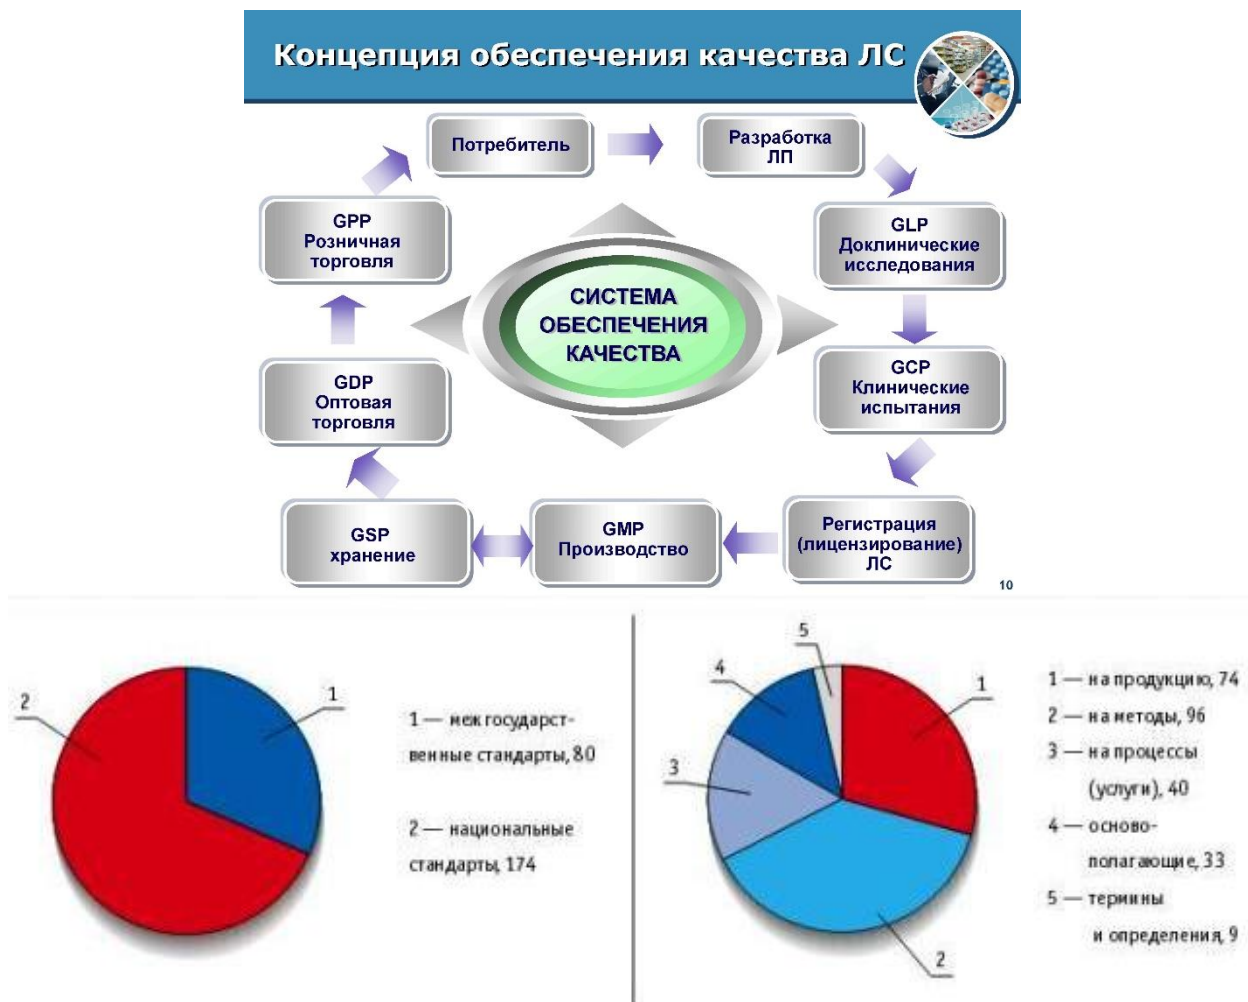 Концепция обеспечения качества ЛС
Потребитель
Разработка
ЛП
GPP
Розничная
торговля
GLP
Доклинические
исследования
СИСТЕМА
ОБЕСПЕЧЕНИЯ
КАЧЕСТВА
GDP
Оптовая
торговля
GCP
Клинические
испытания
GSP
хранение
GMP
Производство
Регистрация
(лицензирование)
ЛС
10
2
1
1 — межгосударст-
венные стандарты, 80
2 — национальные
стандарты, 174
5
4
1
3
2
1 — на продукцию, 74
2 — на методы, 96
3 — на процессы
(услуги), 40
4 — осново-
полагающие, 33
5 — термины
и определения, 9